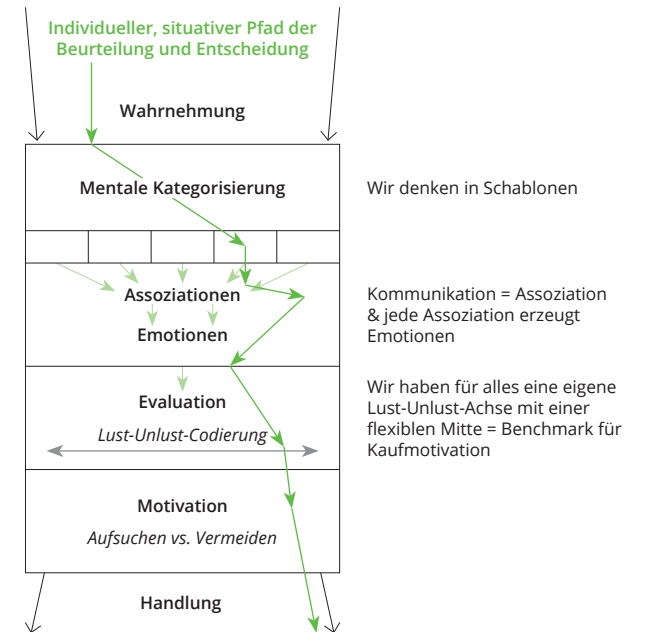 Individueller, situativer Pfad der
Beurteilung und Entscheidung
Wahrnehmung
Mentale Kategorisierung
Wir denken in Schablonen
Assoziationen
Emotionen
Kommunikation = Assoziation
& jede Assoziation erzeugt
Emotionen
Evaluation
Lust-Unlust-Codierung
Wir haben für alles eine eigene
Lust-Unlust-Achse mit einer
flexiblen Mitte = Benchmark für
Kaufmotivation
Motivation
Aufsuchen vs. Vermeiden
Handlung